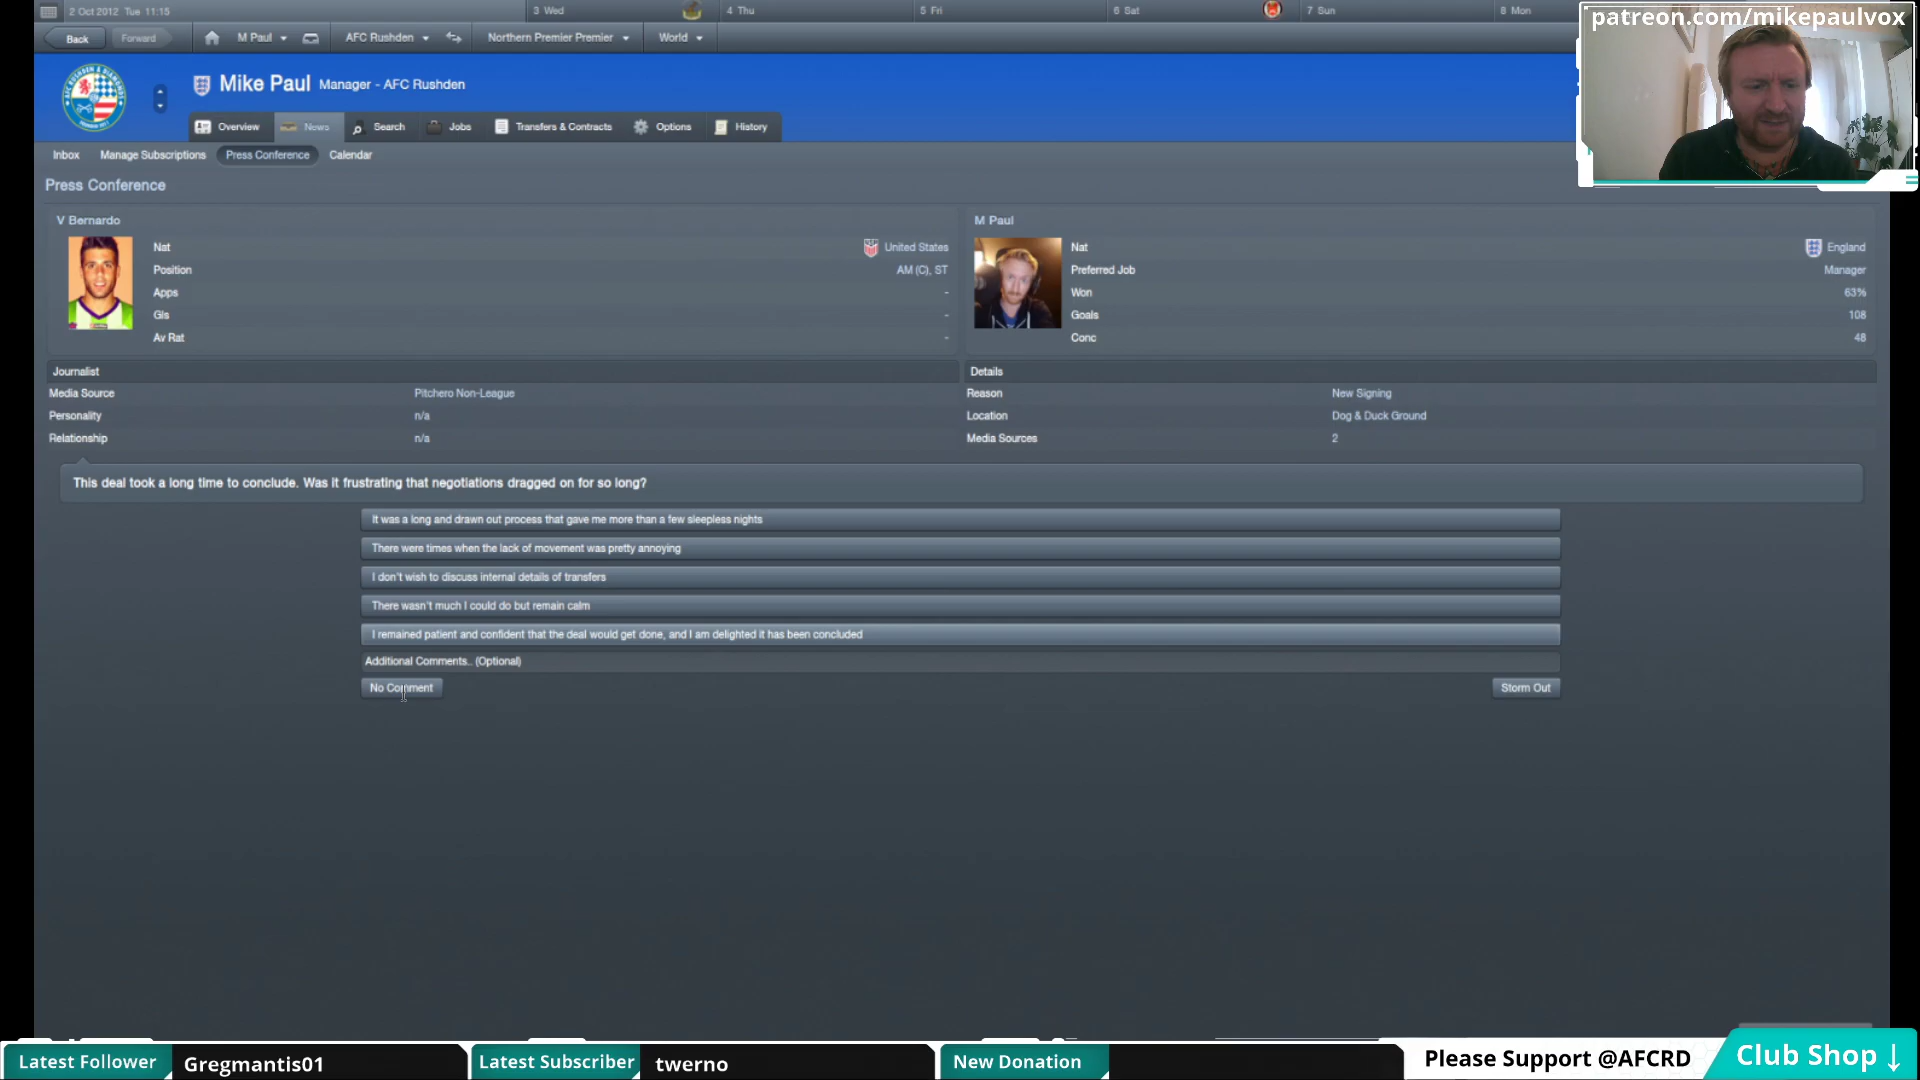 2 Oct 2012 Tue 11:15
3 Wed
4 Thu
5 Fri
6 Sat
7 Sun
8 Mon
patreon.com/mikepaulvox
Back
Forward
M Paul
AFC Rushden
Northern Premier Premier
World
Mike Paul Manager - AFC Rushden
Overview
News
Search
Jobs
Transfers & Contracts
Options
History
Inbox
Manage Subscriptions
Press Conference
Calendar
Press Conference
V Bernardo
Nat United States
Position AM (C), ST
Apps -
Gls -
Av Rat -
M Paul
Nat England
Preferred Job Manager
Won 63%
Goals 108
Conc 48
Journalist
Media Source Pitchero Non-League
Personality n/a
Relationship n/a
Details
Reason New Signing
Location Dog & Duck Ground
Media Sources 2
This deal took a long time to conclude. Was it frustrating that negotiations dragged on for so long?
It was a long and drawn out process that gave me more than a few sleepless nights
There were times when the lack of movement was pretty annoying
I don't wish to discuss internal details of transfers
There wasn't much I could do but remain calm
I remained patient and confident that the deal would get done, and I am delighted it has been concluded
Additional Comments.. (Optional)
No Comment
Storm Out
Latest Follower
Gregmantis01
Latest Subscriber
twerno
New Donation
Please Support @AFCRD
Club Shop ↓